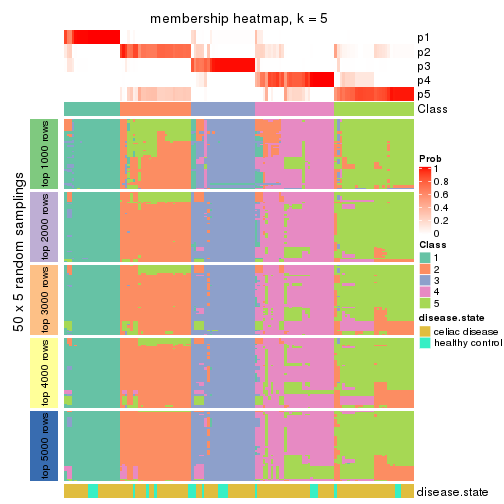 membership heatmap, k = 5
p1
p2
p3
p4
p5
Class
50 x 5 random samplings
top 1000 rows
top 2000 rows
top 3000 rows
top 4000 rows
top 5000 rows
disease.state
Prob
1
0.8
0.6
0.4
0.2
0
Class
1
2
3
4
5
disease.state
celiac disease
healthy control